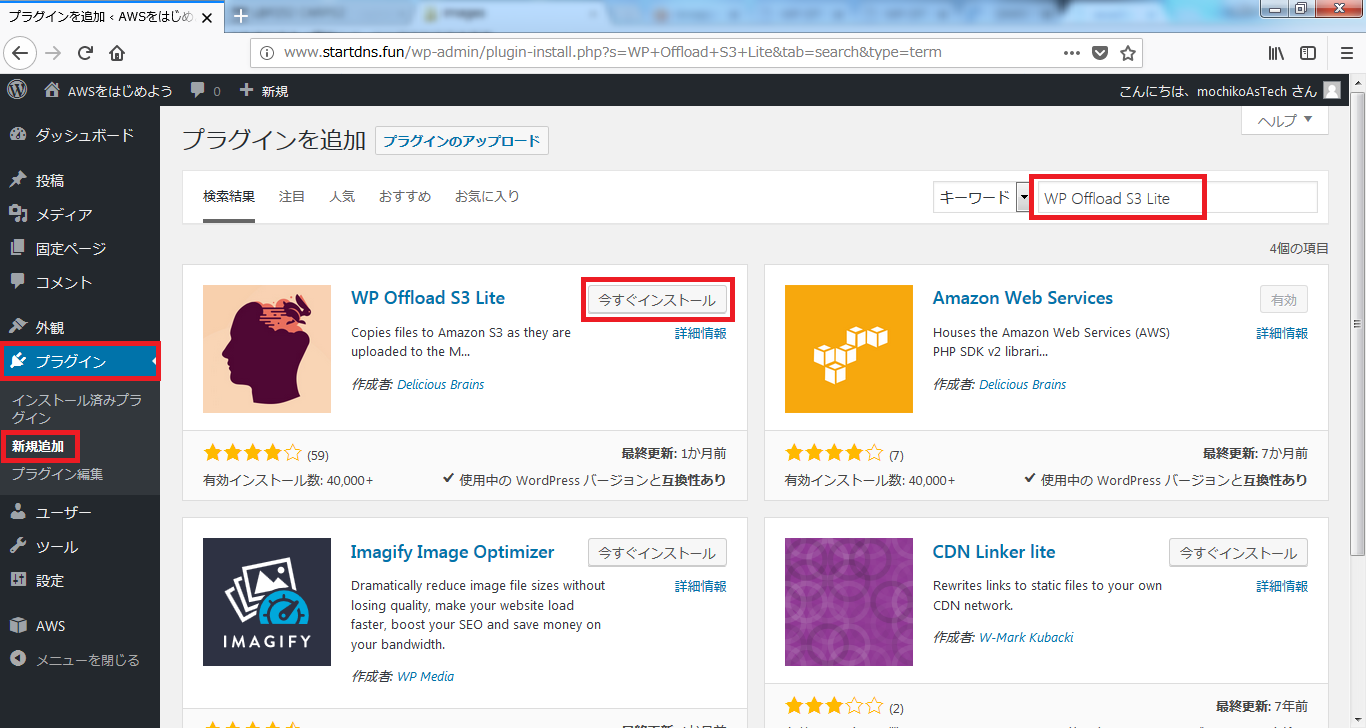 プラグインを追加 ‹ AWSをはじめ
www.startdns.fun/wp-admin/plugin-install.php?s=WP+Offload+S3+Lite&tab=search&type=term
AWSをはじめよう 0 新規 こんにちは、mochikoAsTech さん
ダッシュボード
投稿
メディア
固定ページ
コメント
外観
プラグイン
インストール済みプラ
グイン
新規追加
プラグイン編集
ユーザー
ツール
設定
AWS
メニューを閉じる
プラグインを追加 プラグインのアップロード
ヘルプ
検索結果 注目 人気 おすすめ お気に入り キーワード WP Offload S3 Lite
4個の項目
WP Offload S3 Lite
今すぐインストール
Copies files to Amazon S3 as they are
uploaded to the M...
詳細情報
作成者: Delicious Brains
(59)
最終更新: 1か月前
有効インストール数: 40,000+
使用中の WordPress バージョンと互換性あり
Amazon Web Services
有効
Houses the Amazon Web Services (AWS)
PHP SDK v2 librari...
詳細情報
作成者: Delicious Brains
(7)
最終更新: 7か月前
有効インストール数: 40,000+
使用中の WordPress バージョンと互換性あり
IMAGIFY
Imagify Image Optimizer
今すぐインストール
Dramatically reduce image file sizes without
losing quality, make your website load
faster, boost your SEO and save money on
your bandwidth.
詳細情報
作成者: WP Media
CDN Linker lite
今すぐインストール
Rewrites links to static files to your own
CDN network.
詳細情報
作成者: W-Mark Kubacki
(2)
最終更新: 7年前